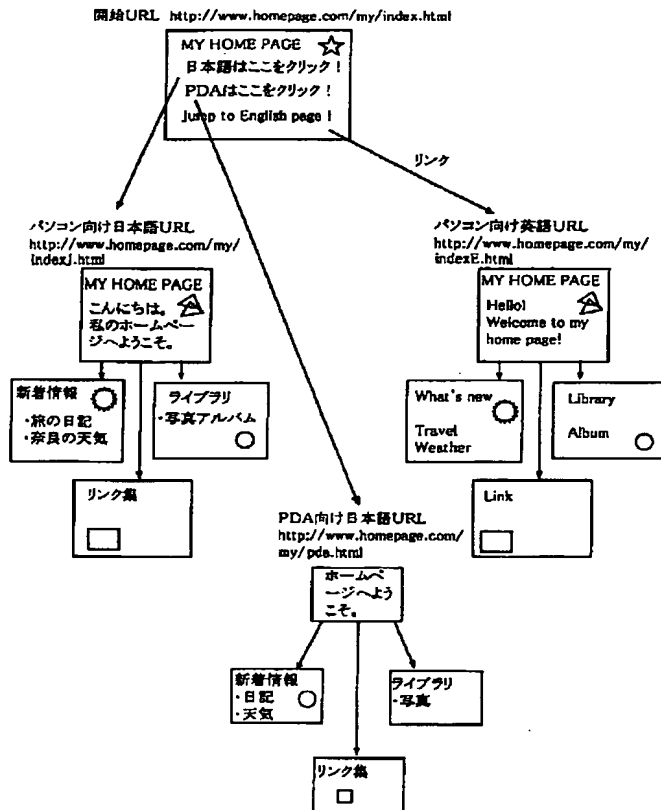 開始URL http://www.homepage.com/my/index.html
MY HOME PAGE
日本語はここをクリック!
PDAはここをクリック!
Jump to English page !
リンク
パソコン向け日本語URL
http://www.homepage.com/my/
indexJ.html
MY HOME PAGE
こんにちは。
私のホームペー
ジへようこそ。
新着情報
・旅の日記
・奈良の天気
ライブラリ
・写真アルバム
リンク集
パソコン向け英語URL
http://www.homepage.com/my/
indexE.html
MY HOME PAGE
Hello!
Welcome to my
home page!
What's new
Travel
Weather
Library
Album
Link
PDA向け日本語URL
http://www.homepage.com/
my/pda.html
ホームペ
ージへよう
こそ。
新着情報
・日記
・天気
ライブラリ
・写真
リンク集